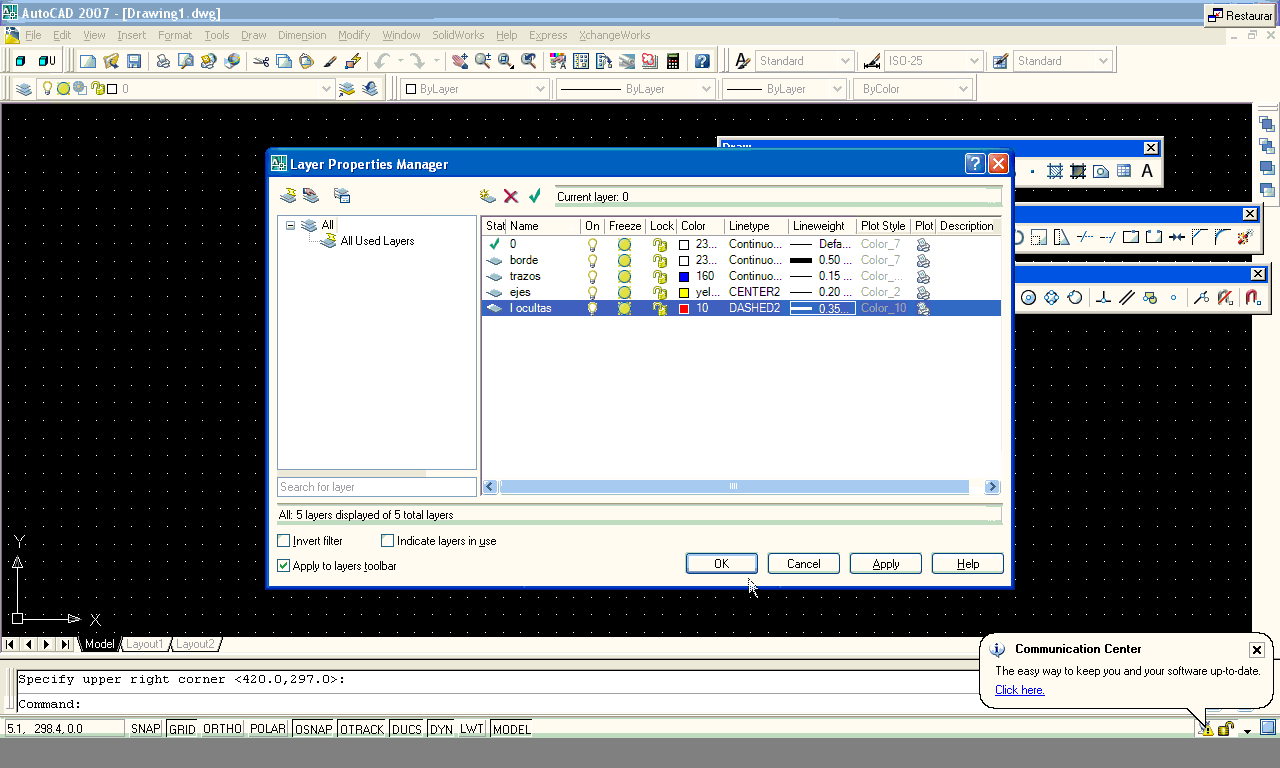 AutoCAD 2007 - [Drawing1.dwg]
Restaurar
File Edit View Insert Format Tools Draw Dimension Modify Window SolidWorks Help Express XchangeWorks
U Standard ISO-25 Standard
0 ByLayer ByLayer ByLayer ByColor
Draw
Layer Properties Manager
Current layer: 0
All
All Used Layers
Stat Name On Freeze Lock Color Linetype Lineweight Plot Style Plot Description
0 23... Continuo... Defa... Color_7
borde 23... Continuo... 0.50 ... Color_7
trazos 160 Continuo... 0.15 ... Color_...
ejes yel... CENTER2 0.20 ... Color_2
l ocultas 10 DASHED2 0.35... Color_10
Search for layer
All: 5 layers displayed of 5 total layers
Invert filter Indicate layers in use
Apply to layers toolbar
OK Cancel Apply Help
Y
X
Model Layout1 Layout2
Communication Center
The easy way to keep you and your software up-to-date.
Click here.
Specify upper right corner <420.0,297.0>:
Command:
5.1, 298.4, 0.0 SNAP GRID ORTHO POLAR OSNAP OTRACK DUCS DYN LWT MODEL